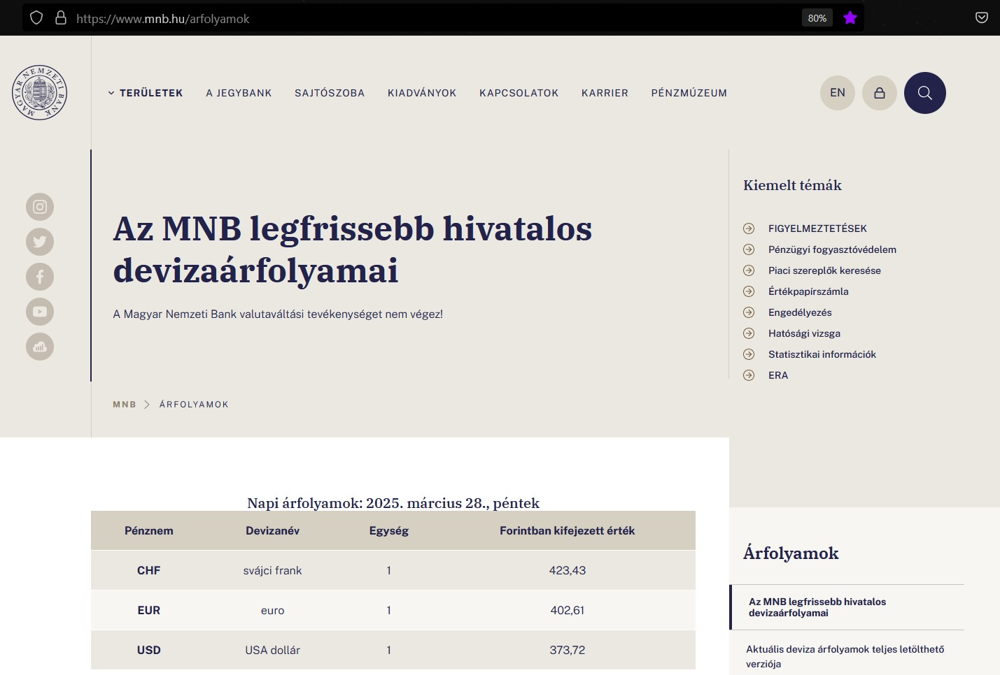 https://www.mnb.hu/arfolyamok
80%
MAGYAR NEMZETI BANK
TERÜLETEK
A JEGYBANK
SAJTÓSZOBA
KIADVÁNYOK
KAPCSOLATOK
KARRIER
PÉNZMÚZEUM
EN
Az MNB legfrissebb hivatalos
devizaárfolyamai
A Magyar Nemzeti Bank valutaváltási tevékenységet nem végez!
MNB
ÁRFOLYAMOK
Kiemelt témák
FIGYELMEZTETÉSEK
Pénzügyi fogyasztóvédelem
Piaci szereplők keresése
Értékpapírszámla
Engedélyezés
Hatósági vizsga
Statisztikai információk
ERA
Napi árfolyamok: 2025. március 28., péntek
Pénznem Devizanév Egység Forintban kifejezett érték
CHF svájci frank 1 423,43
EUR euro 1 402,61
USD USA dollár 1 373,72
Árfolyamok
Az MNB legfrissebb hivatalos
devizaárfolyamai
Aktuális deviza árfolyamok teljes letölthető
verziója